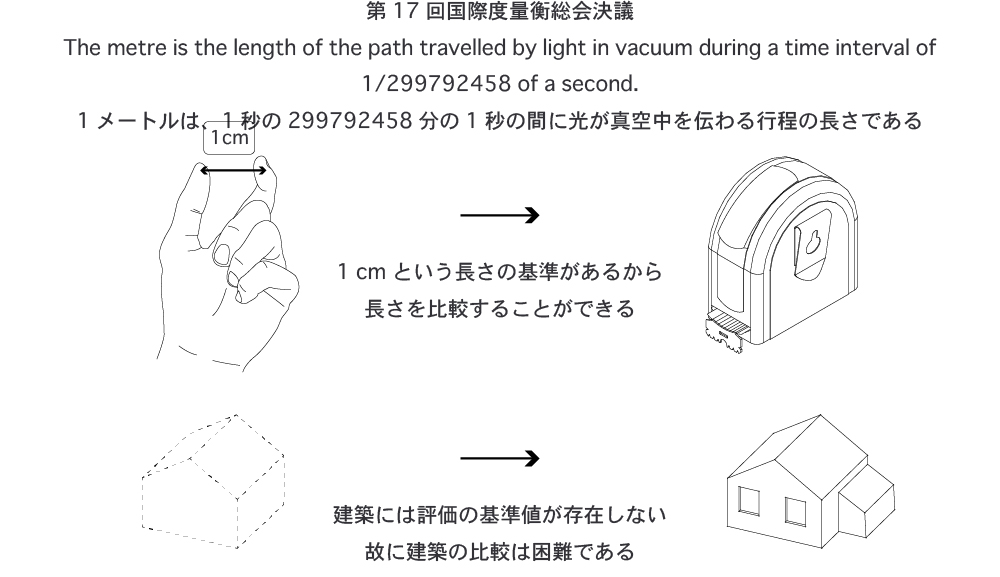 第 17 回国際度量衡総会決議
The metre is the length of the path travelled by light in vacuum during a time interval of
1/299792458 of a second.
1 メートルは、1 秒の 299792458 分の 1 秒の間に光が真空中を伝わる行程の長さである
1cm
1 cm という長さの基準があるから
長さを比較することができる
建築には評価の基準値が存在しない
故に建築の比較は困難である